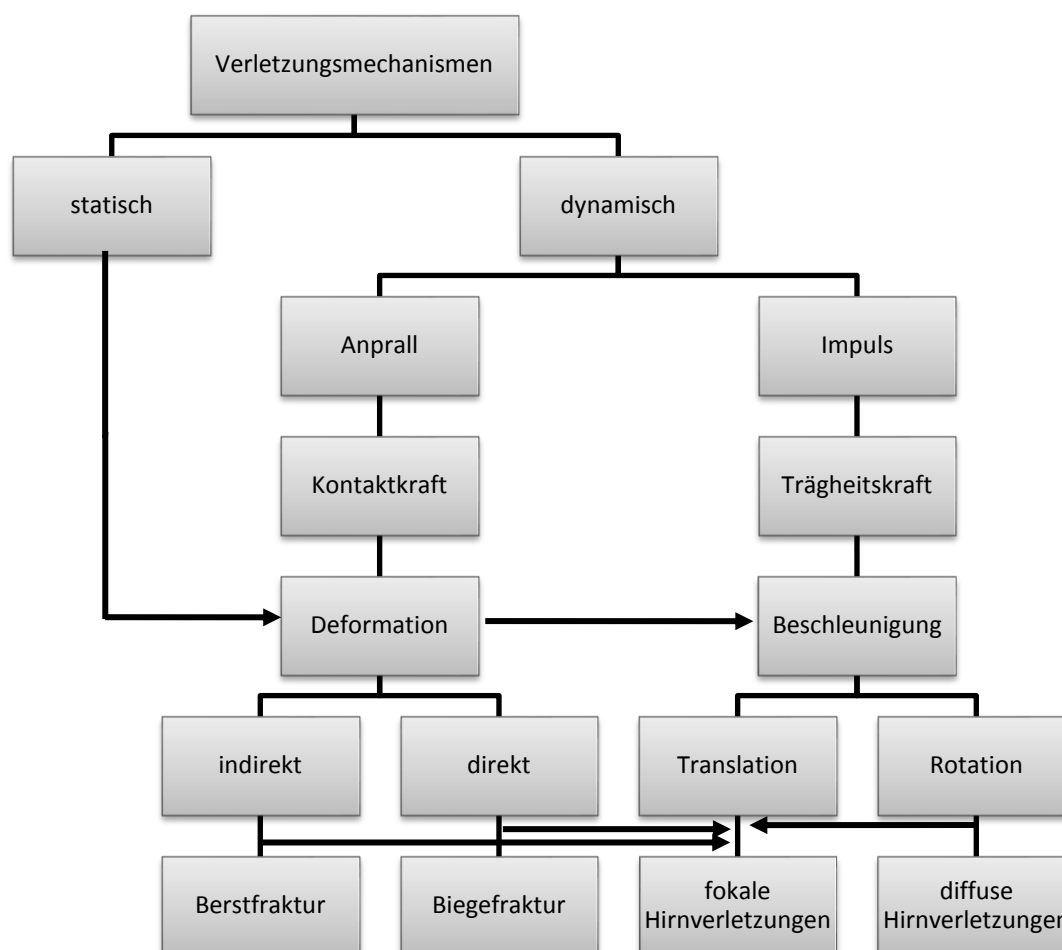 Verletzungsmechanismen
statisch
dynamisch
Anprall
Impuls
Kontaktkraft
Trägheitskraft
Deformation
Beschleunigung
indirekt
direkt
Translation
Rotation
Berstfraktur
Biegefraktur
fokale
Hirnverletzungen
diffuse
Hirnverletzungen